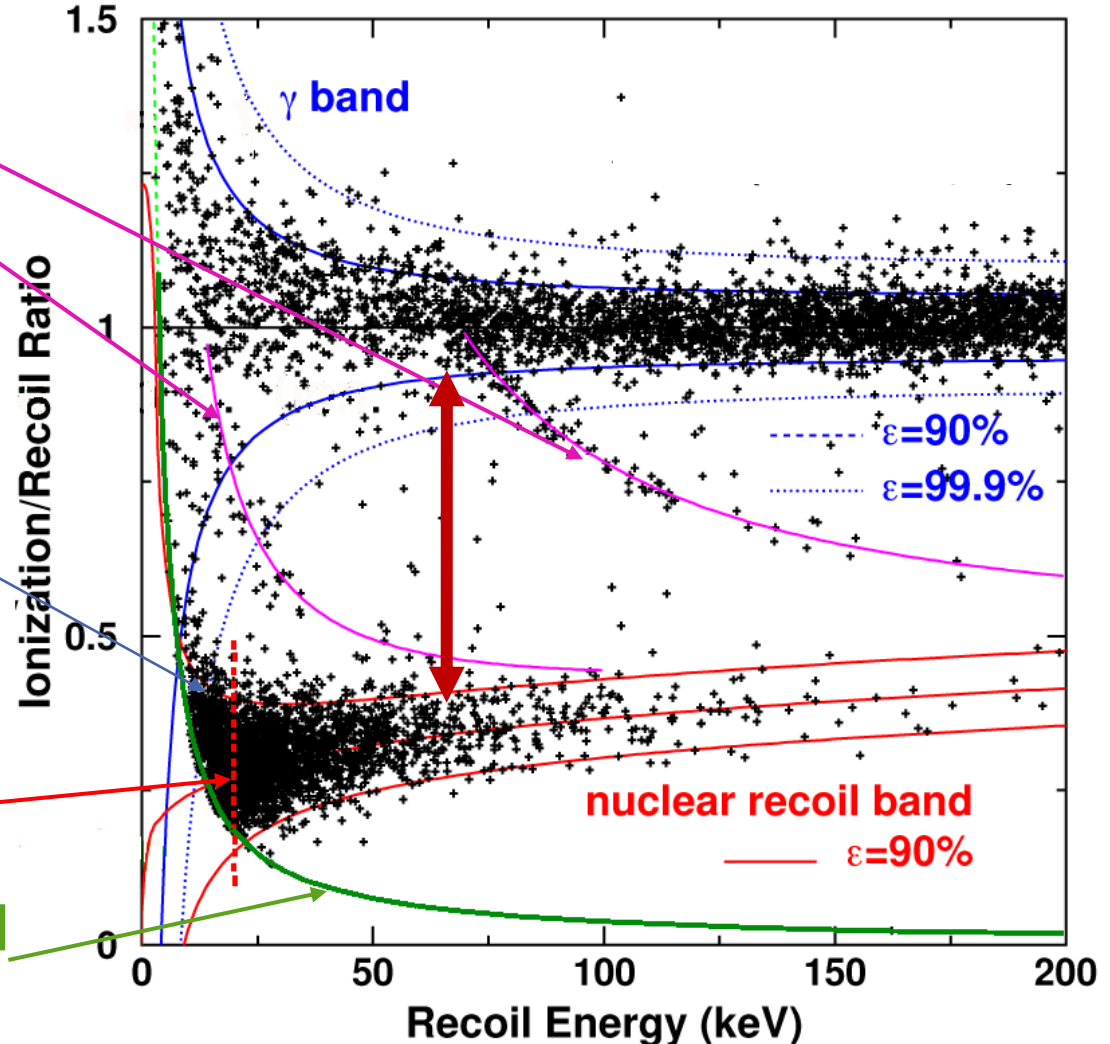 1.5
γ band
1
ε=90%
ε=99.9%
0.5
nuclear recoil band
ε=90%
0
0
50
100
150
200
Ionization/Recoil Ratio
Recoil Energy (keV)